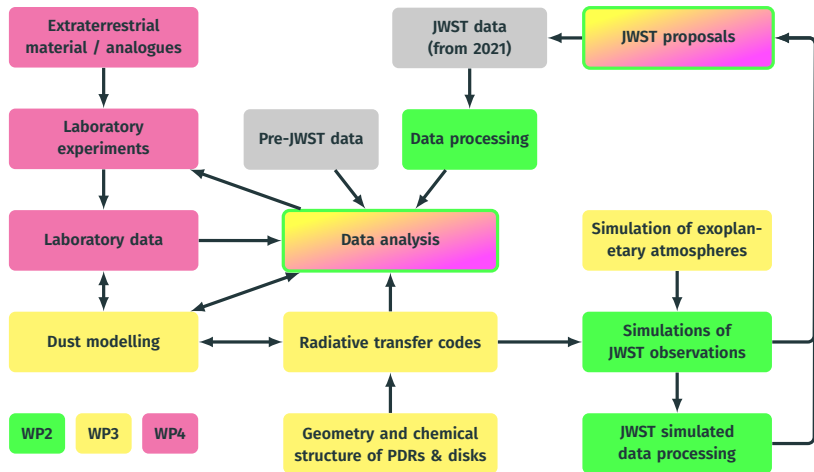 Extraterrestrial
material / analogues
JWST data
(from 2021)
JWST proposals
Laboratory
experiments
Pre-JWST data
Data processing
Laboratory data
Data analysis
Simulation of exoplan-
etary atmospheres
Dust modelling
Radiative transfer codes
Simulations of
JWST observations
WP2
WP3
WP4
Geometry and chemical
structure of PDRs & disks
JWST simulated
data processing